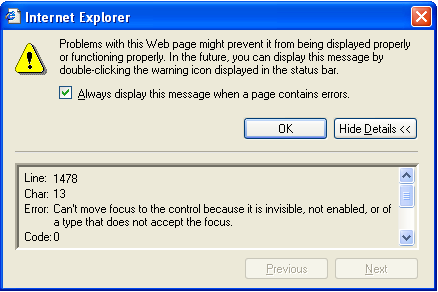 Internet Explorer
Problems with this Web page might prevent it from being displayed properly
or functioning properly. In the future, you can display this message by
double-clicking the warning icon displayed in the status bar.
Always display this message when a page contains errors.
OK
Hide Details <<
Line: 1478
Char: 13
Error: Can't move focus to the control because it is invisible, not enabled, or of
a type that does not accept the focus.
Code: 0
Previous
Next